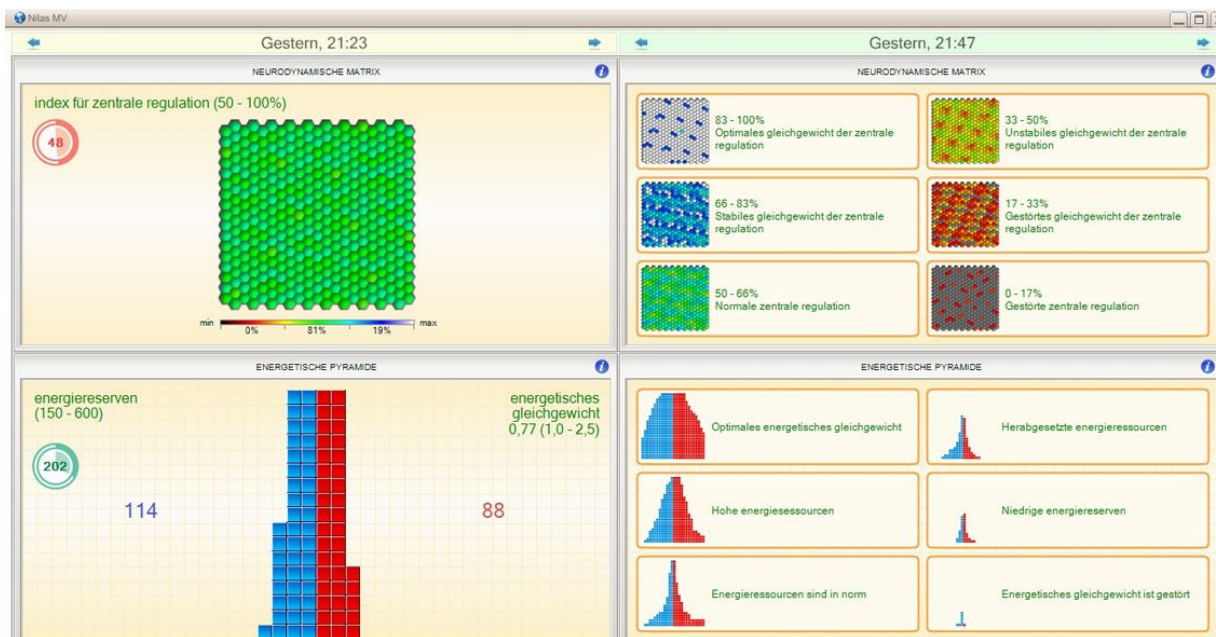 Nilas MV
Gestern, 21:23
NEURODYNAMISCHE MATRIX
index für zentrale regulation (50 - 100%)
48
min
0%
81%
19%
max
ENERGETISCHE PYRAMIDE
energiereserven
(150 - 600)
202
114
energetisches
gleichgewicht
0,77 (1,0 - 2,5)
88
Gestern, 21:47
NEURODYNAMISCHE MATRIX
83 - 100%
Optimales gleichgewicht der zentrale
regulation
33 - 50%
Unstabiles gleichgewicht der zentrale
regulation
66 - 83%
Stabiles gleichgewicht der zentrale
regulation
17 - 33%
Gestörtes gleichgewicht der zentrale
regulation
50 - 66%
Normale zentrale regulation
0 - 17%
Gestörte zentrale regulation
ENERGETISCHE PYRAMIDE
Optimales energetisches gleichgewicht
Herabgesetzte energieressourcen
Hohe energiesessourcen
Niedrige energiereserven
Energieressourcen sind in norm
Energetisches gleichgewicht ist gestört